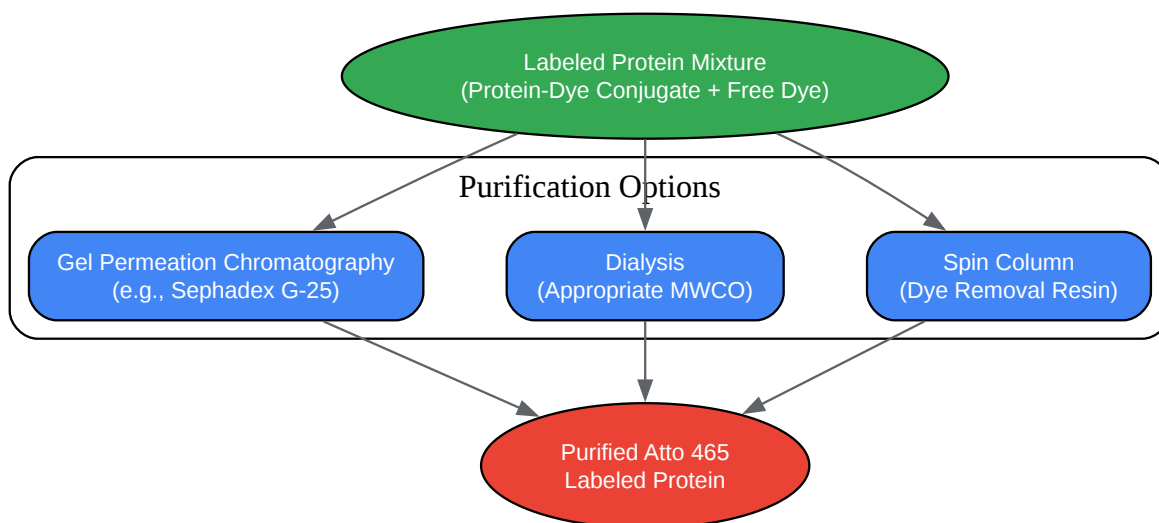 Labeled Protein Mixture
(Protein-Dye Conjugate + Free Dye)
Purification Options
Gel Permeation Chromatography
(e.g., Sephadex G-25)
Dialysis
(Appropriate MWCO)
Spin Column
(Dye Removal Resin)
Purified Atto 465
Labeled Protein